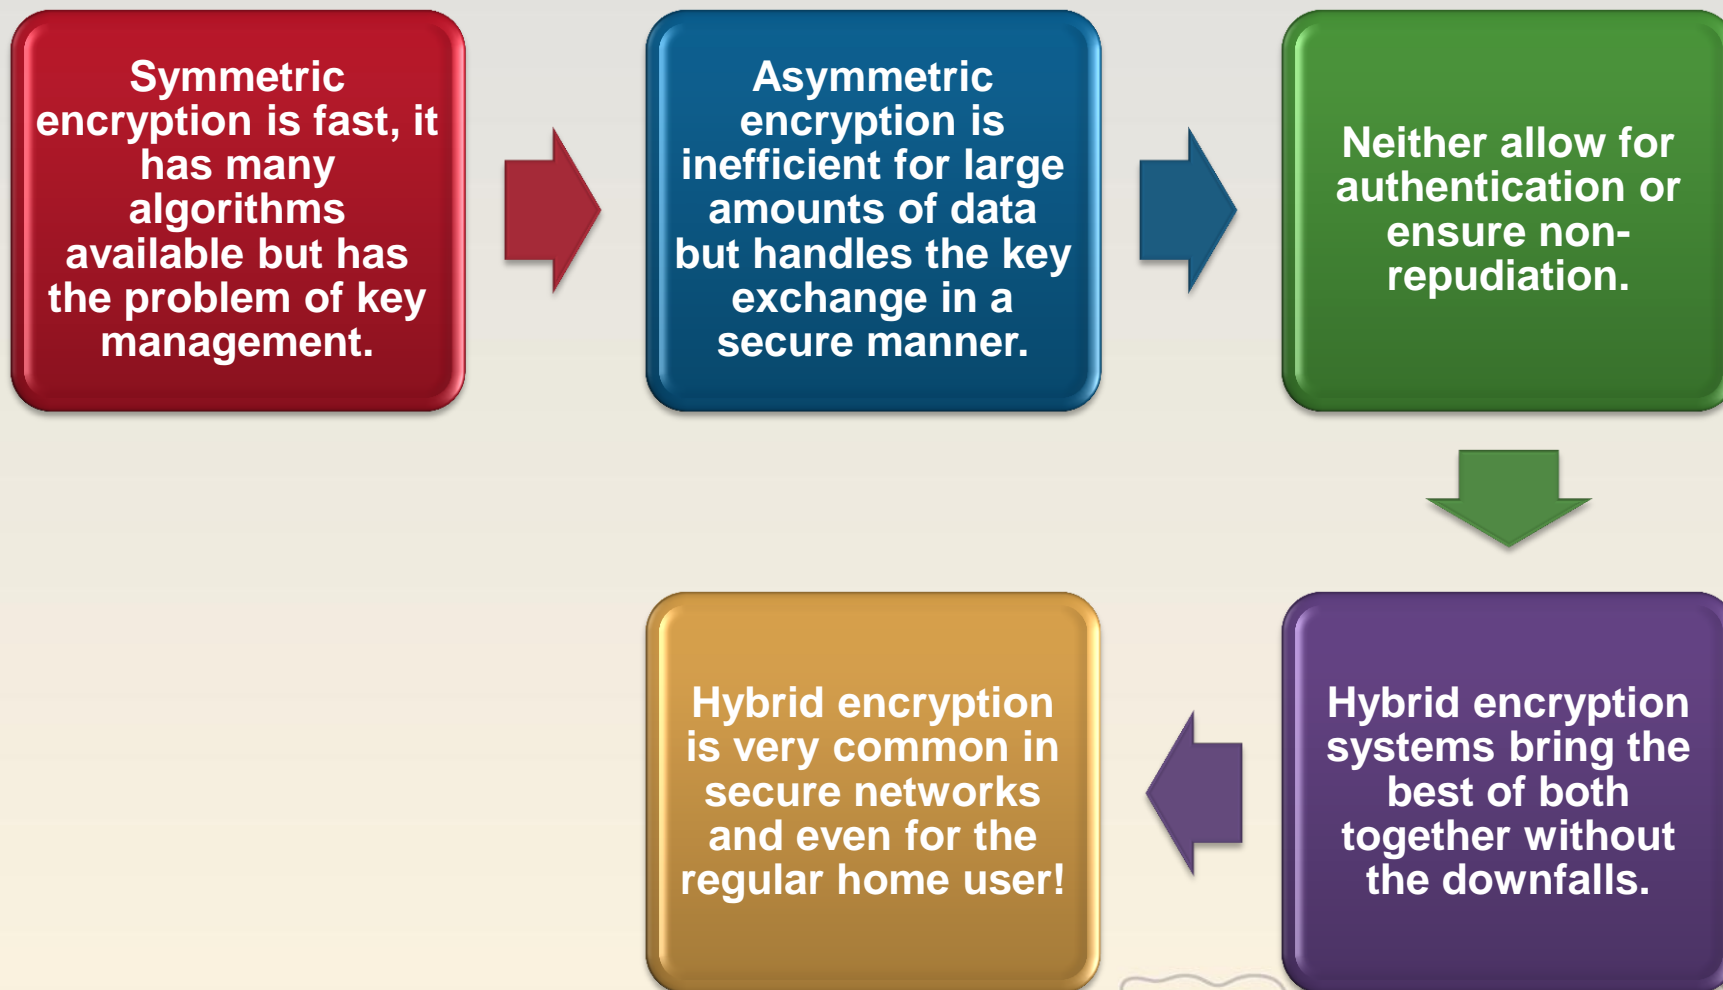 Symmetric
encryption is fast, it
has many
algorithms
available but has
the problem of key
management.
Asymmetric
encryption is
inefficient for large
amounts of data
but handles the key
exchange in a
secure manner.
Neither allow for
authentication or
ensure non-
repudiation.
Hybrid encryption
systems bring the
best of both
together without
the downfalls.
Hybrid encryption
is very common in
secure networks
and even for the
regular home user!